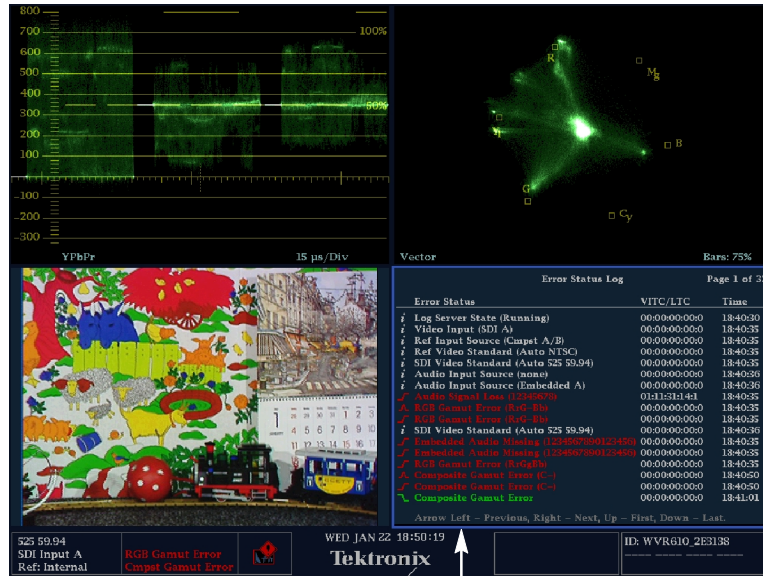 800
700
600
500
400
300
200
100
-100
-200
-300
100%
50%
YPbPr 15 µs/Div
R
Mg
B
G
Cy
Vector Bars: 75%
Error Status Log Page 1 of
Error Status VITC/LTC Time
i Log Server State (Running) 00:00:00:00:0 18:40:30
i Video Input (SDI A) 00:00:00:00:0 18:40:35
i Ref Input Source (Cmpst A/B) 00:00:00:00:0 18:40:35
i Ref Video Standard (Auto NTSC) 00:00:00:00:0 18:40:35
i SDI Video Standard (Auto 525 59.94) 00:00:00:00:0 18:40:35
i Audio Input Source (none) 00:00:00:00:0 18:40:36
i Audio Input Source (Embedded A) 00:00:00:00:0 18:40:36
Audio Signal Loss (12345678) 18:40:35
RGB Gamut Error 00:00:00:00:0 18:40:35
RGB Gamut Error 00:00:00:00:0 18:40:35
i SDI Video Standard (Auto 525 59.94) 00:00:00:00:0 18:40:36
Embedded Audio Missing (1234567890123456) 00:00:00:00:0 18:40:35
Embedded Audio Missing (1234567890123456) 00:00:00:00:0 18:40:35
RGB Gamut Error 00:00:00:00:0 18:40:35
Composite Gamut Error (C-) 00:00:00:00:0 18:40:50
Composite Gamut Error (C-) 00:00:00:00:0 18:40:50
Composite Gamut Error 00:00:00:00:0 18:41:01
Arrow Left – Previous, Right – Next, Up – First, Down – Last.
1
525 59.94
SDI Input A
Ref: Internal
RGB Gamut Error
Cmpst Gamut Error
WED JAN 22 18:50:19
Tektronix
ID: WVR610_2E3138